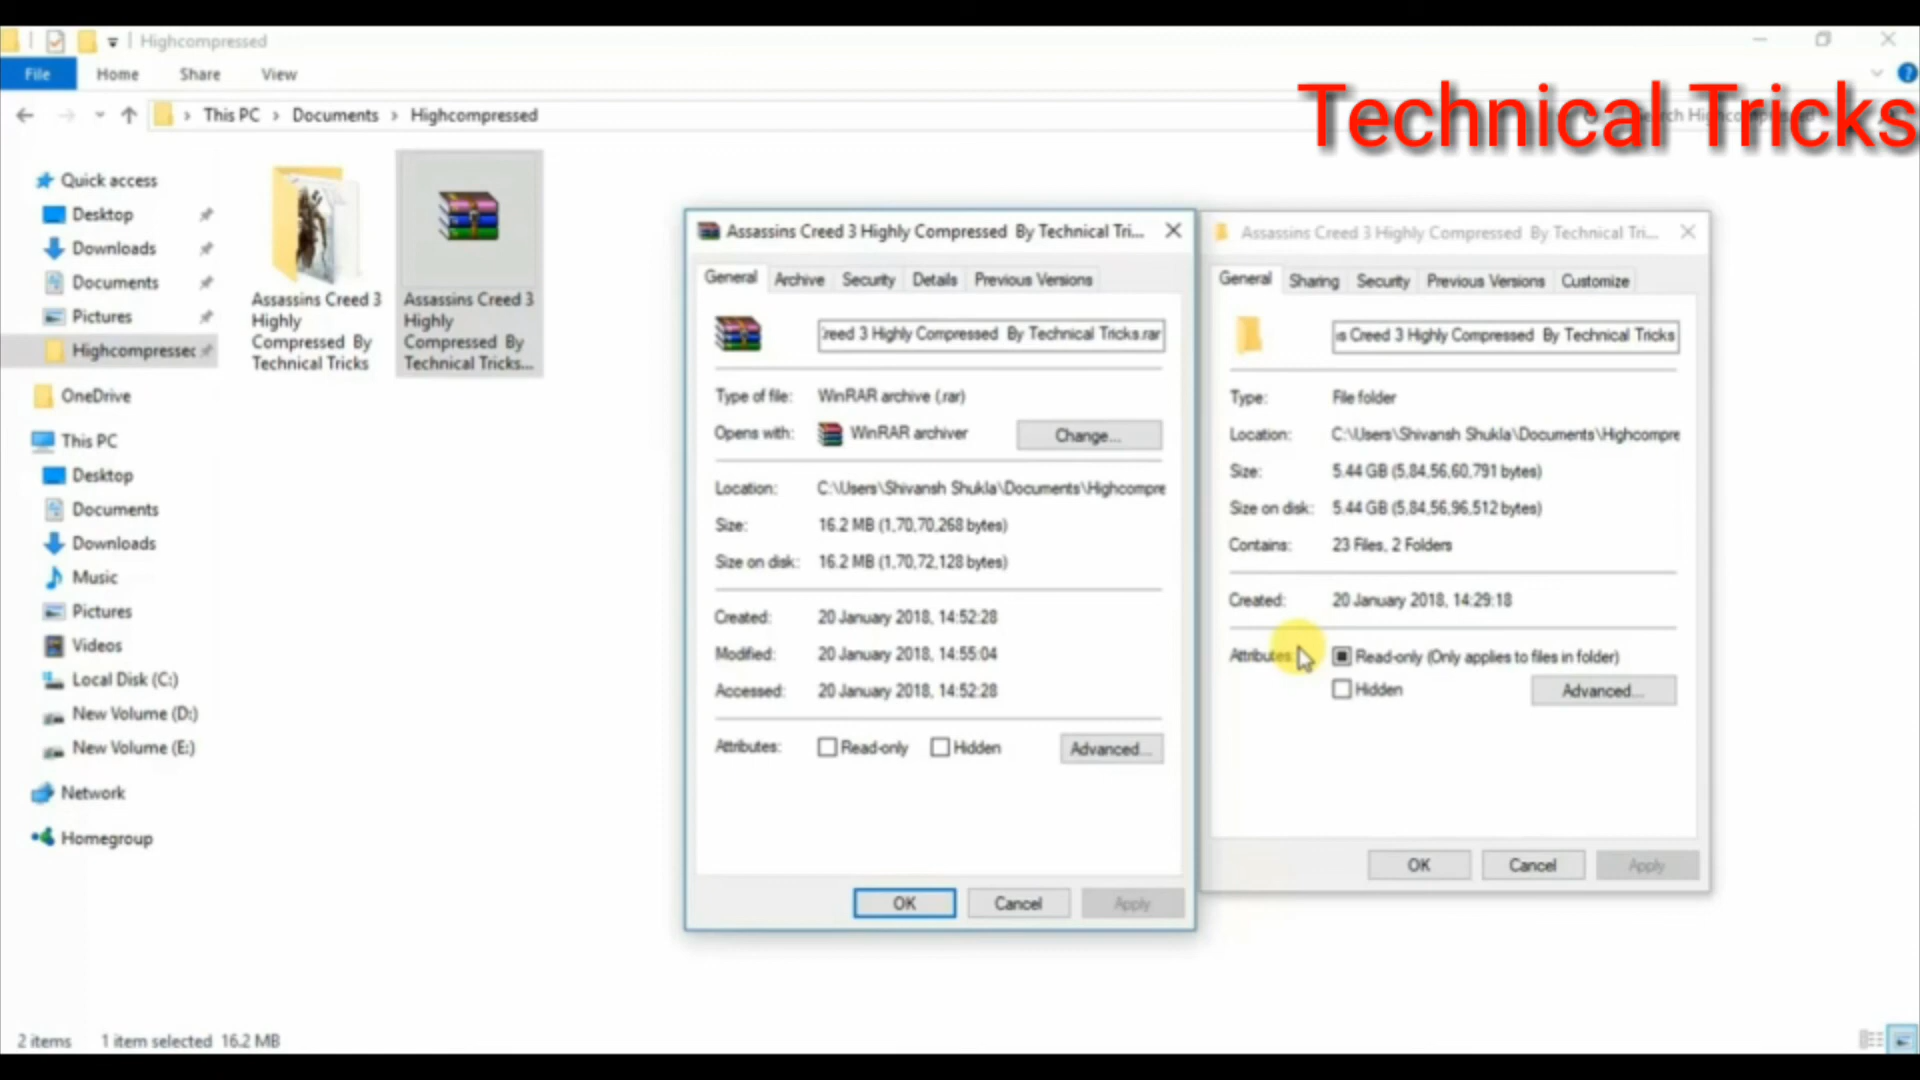 Highcompressed
File Home Share View
Technical Tricks
This PC > Documents > Highcompressed
Quick access
Desktop
Downloads
Documents
Pictures
Highcompressec
OneDrive
This PC
Desktop
Documents
Downloads
Music
Pictures
Videos
Local Disk (C:)
New Volume (D:)
New Volume (E:)
Network
Homegroup
Assassins Creed 3
Highly
Compressed By
Technical Tricks
Assassins Creed 3
Highly
Compressed By
Technical Tricks...
Assassins Creed 3 Highly Compressed By Technical Tri...
General Archive Security Details Previous Versions
reed 3 Highly Compressed By Technical Tricks.rar
Type of file: WinRAR archive (.rar)
Opens with: WinRAR archiver Change...
Location: C:\Users\Shivansh Shukla\Documents\Highcompre
Size: 16.2 MB (1,70,70,268 bytes)
Size on disk: 16.2 MB (1,70,72,128 bytes)
Created: 20 January 2018, 14:52:28
Modified: 20 January 2018, 14:55:04
Accessed: 20 January 2018, 14:52:28
Attributes: Read-only Hidden Advanced...
OK Cancel Apply
Assassins Creed 3 Highly Compressed By Technical Tri...
General Sharing Security Previous Versions Customize
s Creed 3 Highly Compressed By Technical Tricks
Type: File folder
Location: C:\Users\Shivansh Shukla\Documents\Highcompre
Size: 5.44 GB (5,84,56,60,791 bytes)
Size on disk: 5.44 GB (5,84,56,96,512 bytes)
Contains: 23 Files, 2 Folders
Created: 20 January 2018, 14:29:18
Attributes Read-only (Only applies to files in folder)
Hidden Advanced...
OK Cancel Apply
2 items 1 item selected 16.2 MB